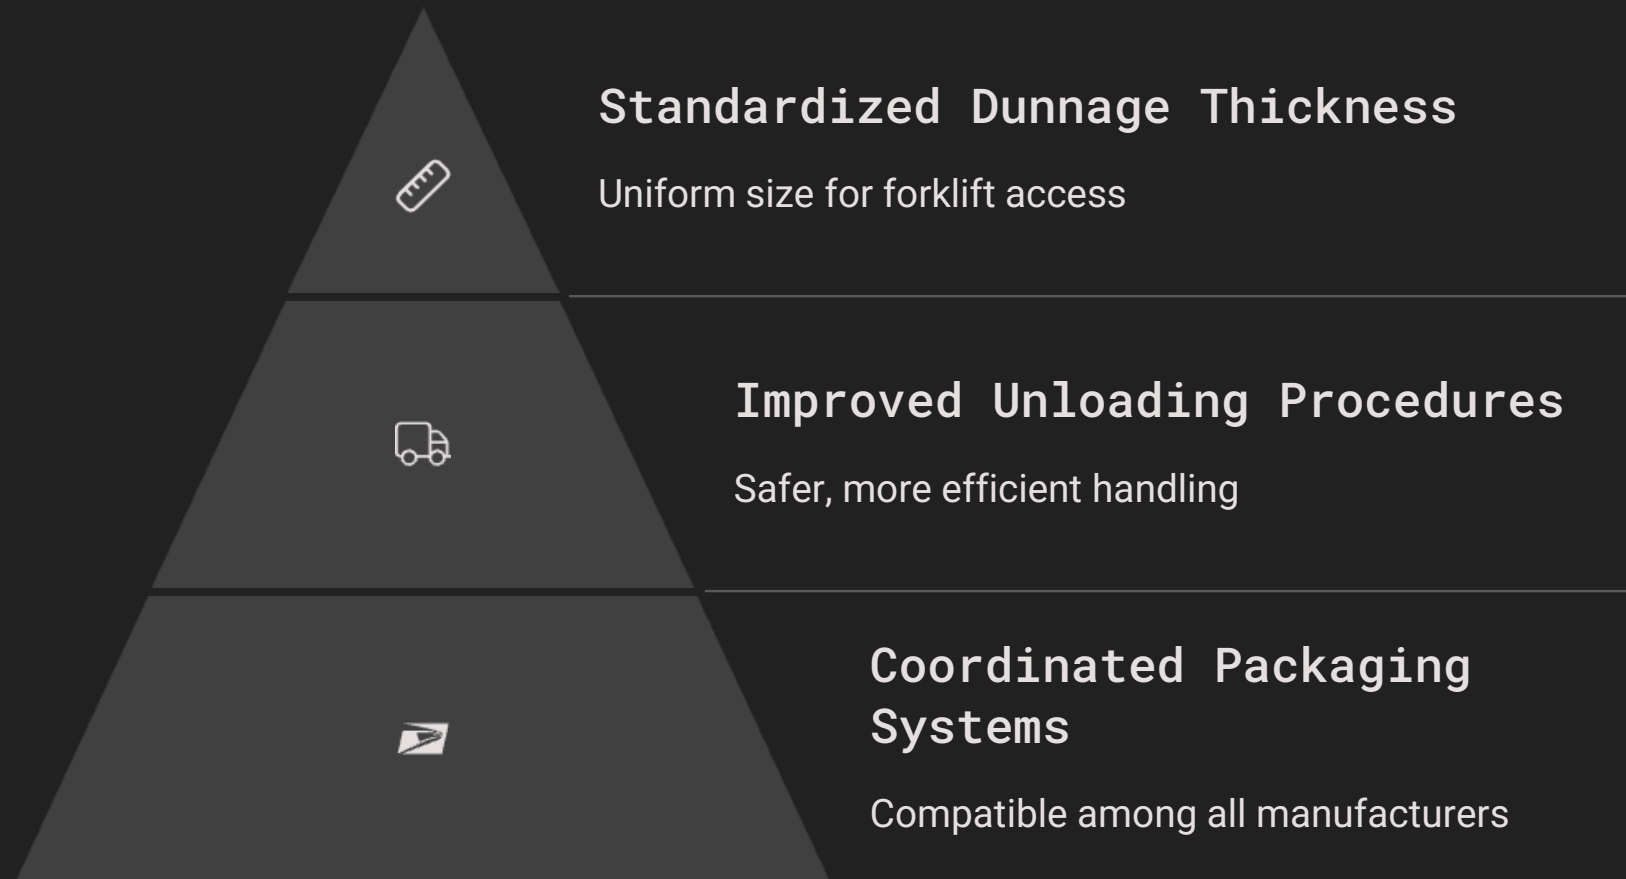 Standardized Dunnage Thickness
Uniform size for forklift access
Improved Unloading Procedures
Safer, more efficient handling
Coordinated Packaging
Systems
Compatible among all manufacturers